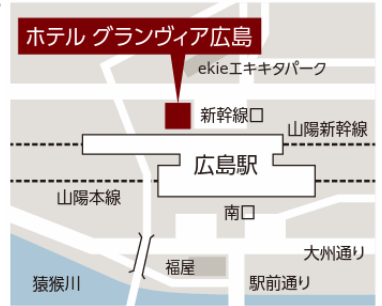 ホテル グランヴィア広島
ekieエキキタパーク
新幹線口
山陽新幹線
広島駅
山陽本線
南口
大州通り
福屋
猿猴川
駅前通り